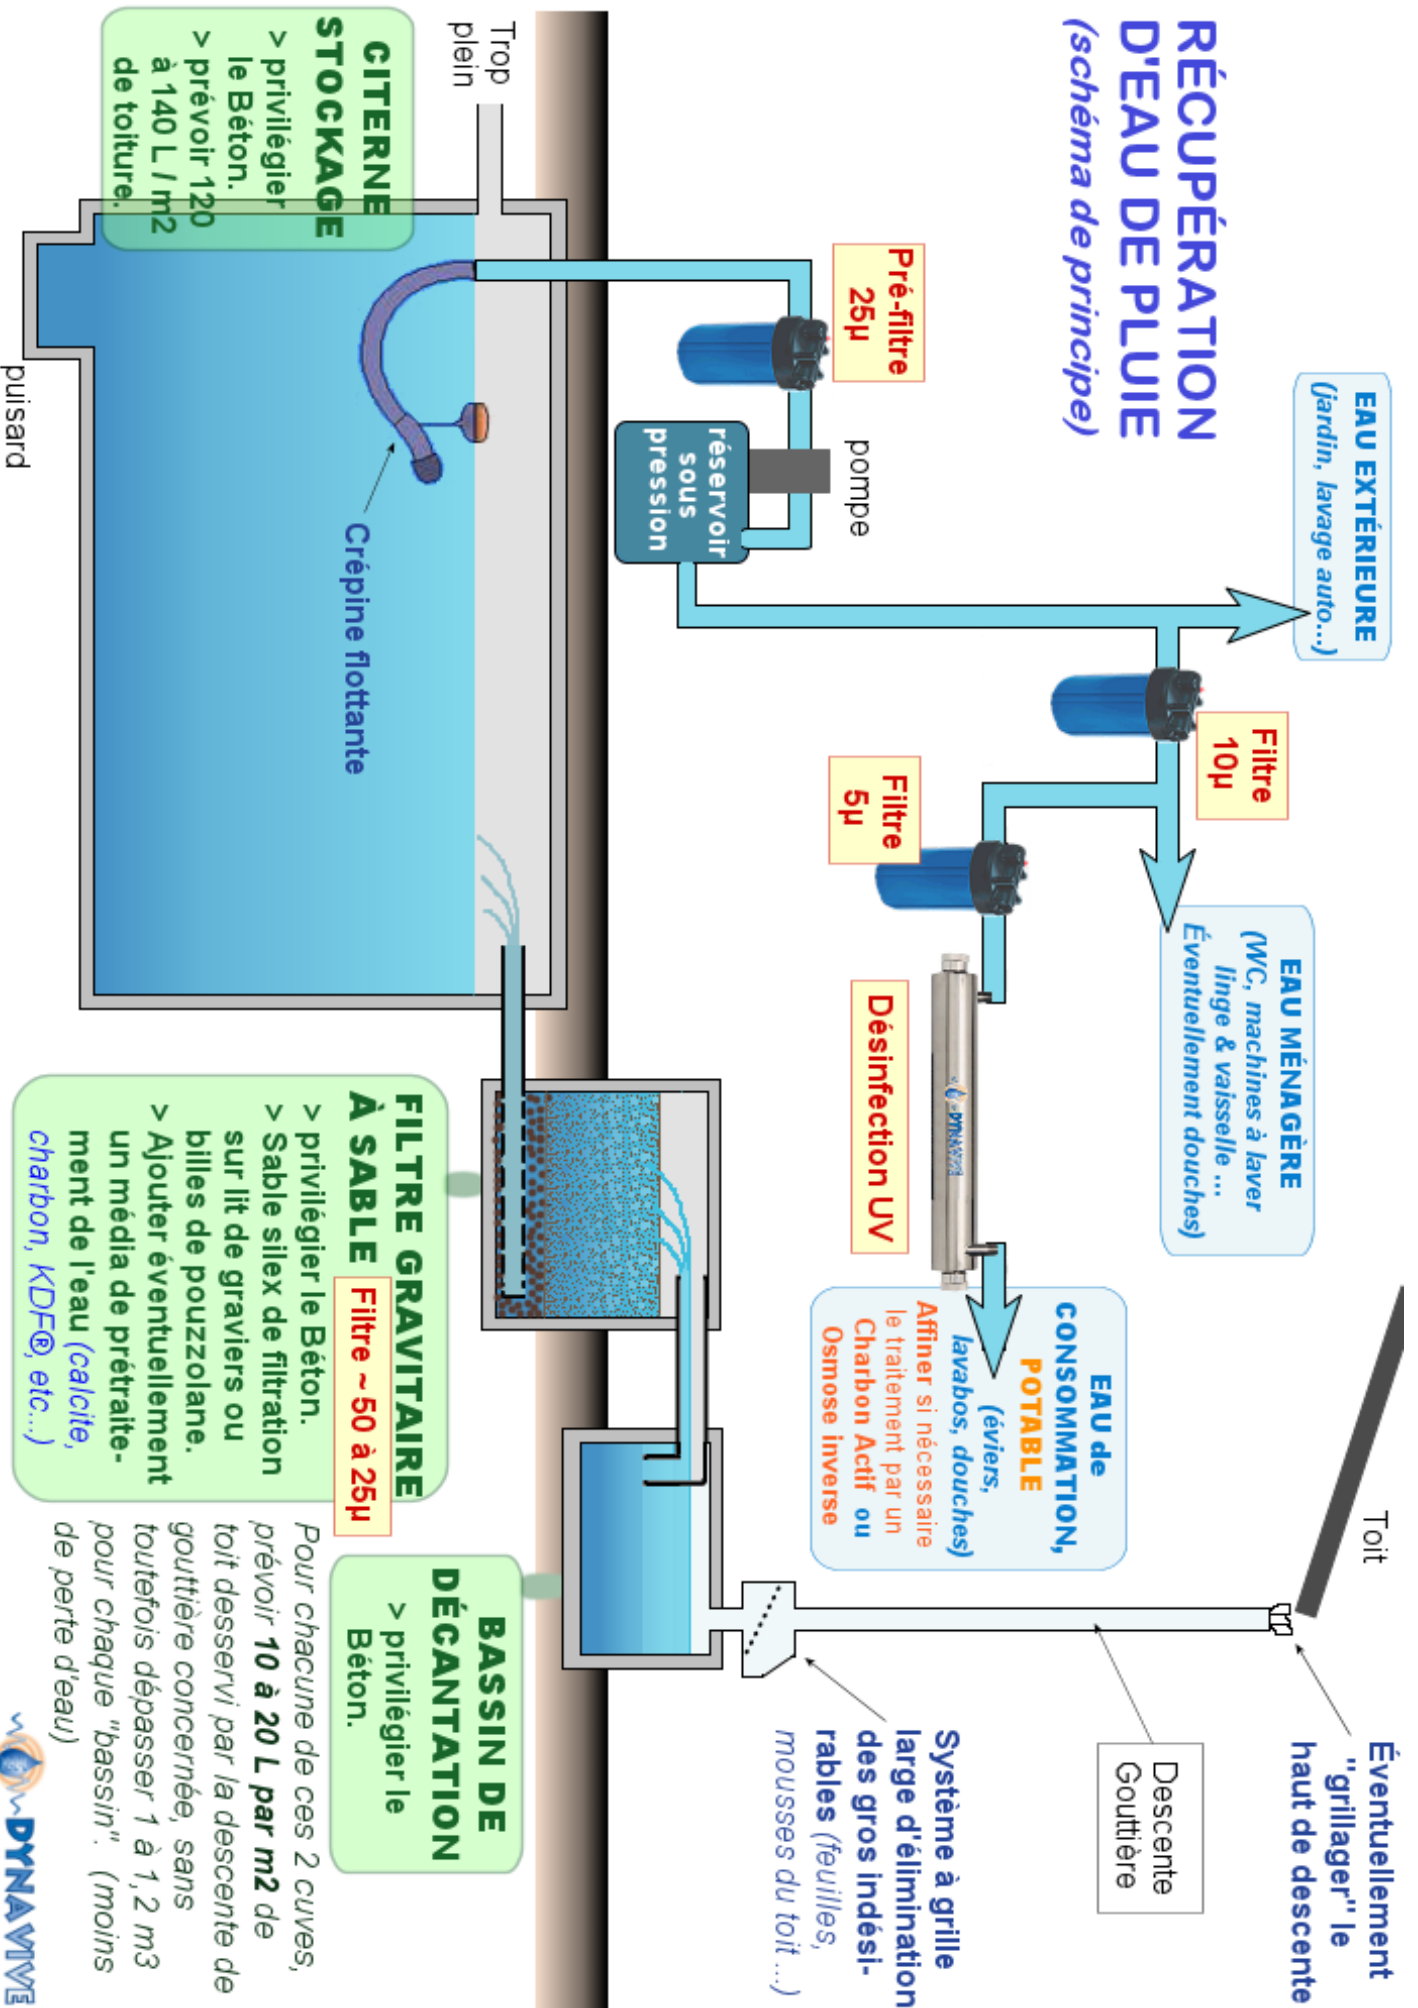 RÉCUPÉRATION
D'EAU DE PLUIE
(schéma de principe)
EAU EXTÉRIEURE
(jardin, lavage auto...)
Pré-filtre
25µ
pompe
réservoir
sous
pression
Filtre
10µ
Filtre
5µ
EAU MÉNAGÈRE
(WC, machines à laver
linge & vaisselle ...
Éventuellement douches)
Désinfection UV
DYNAVIVE
EAU de
CONSOMMATION,
POTABLE
(éviers,
lavabos, douches)
Affiner si nécessaire
le traitement par un
Charbon Actif ou
Osmose inverse
Toit
Éventuellement
"grillager" le
haut de descente
Descente
Gouttière
Système à grille
large d'élimination
des gros indési-
rables (feuilles,
mousses du toit ...)
Trop
plein
CITERNE
STOCKAGE
> privilégier
le Béton.
> prévoir 120
à 140 L / m2
de toiture.
puisard
Crépine flottante
FILTRE GRAVITAIRE
À SABLE
Filtre ~ 50 à 25µ
> privilégier le Béton.
> Sable silex de filtration
sur lit de graviers ou
billes de pouzzolane.
> Ajouter éventuellement
un média de prétraite-
ment de l'eau (calcite,
charbon, KDF®, etc...)
BASSIN DE
DÉCANTATION
> privilégier le
Béton.
Pour chacune de ces 2 cuves,
prévoir 10 à 20 L par m2 de
toit desservi par la descente de
gouttière concernée, sans
toutefois dépasser 1 à 1,2 m3
pour chaque "bassin". (moins
de perte d'eau)
DYNAVIVE